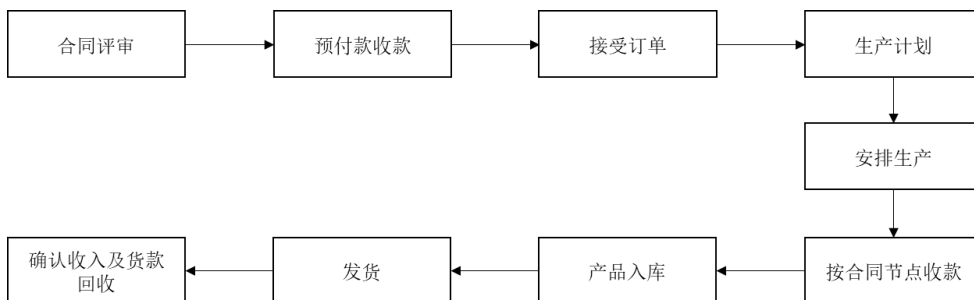 合同评审
预付款收款
接受订单
生产计划
安排生产
按合同节点收款
产品入库
发货
确认收入及货款
回收